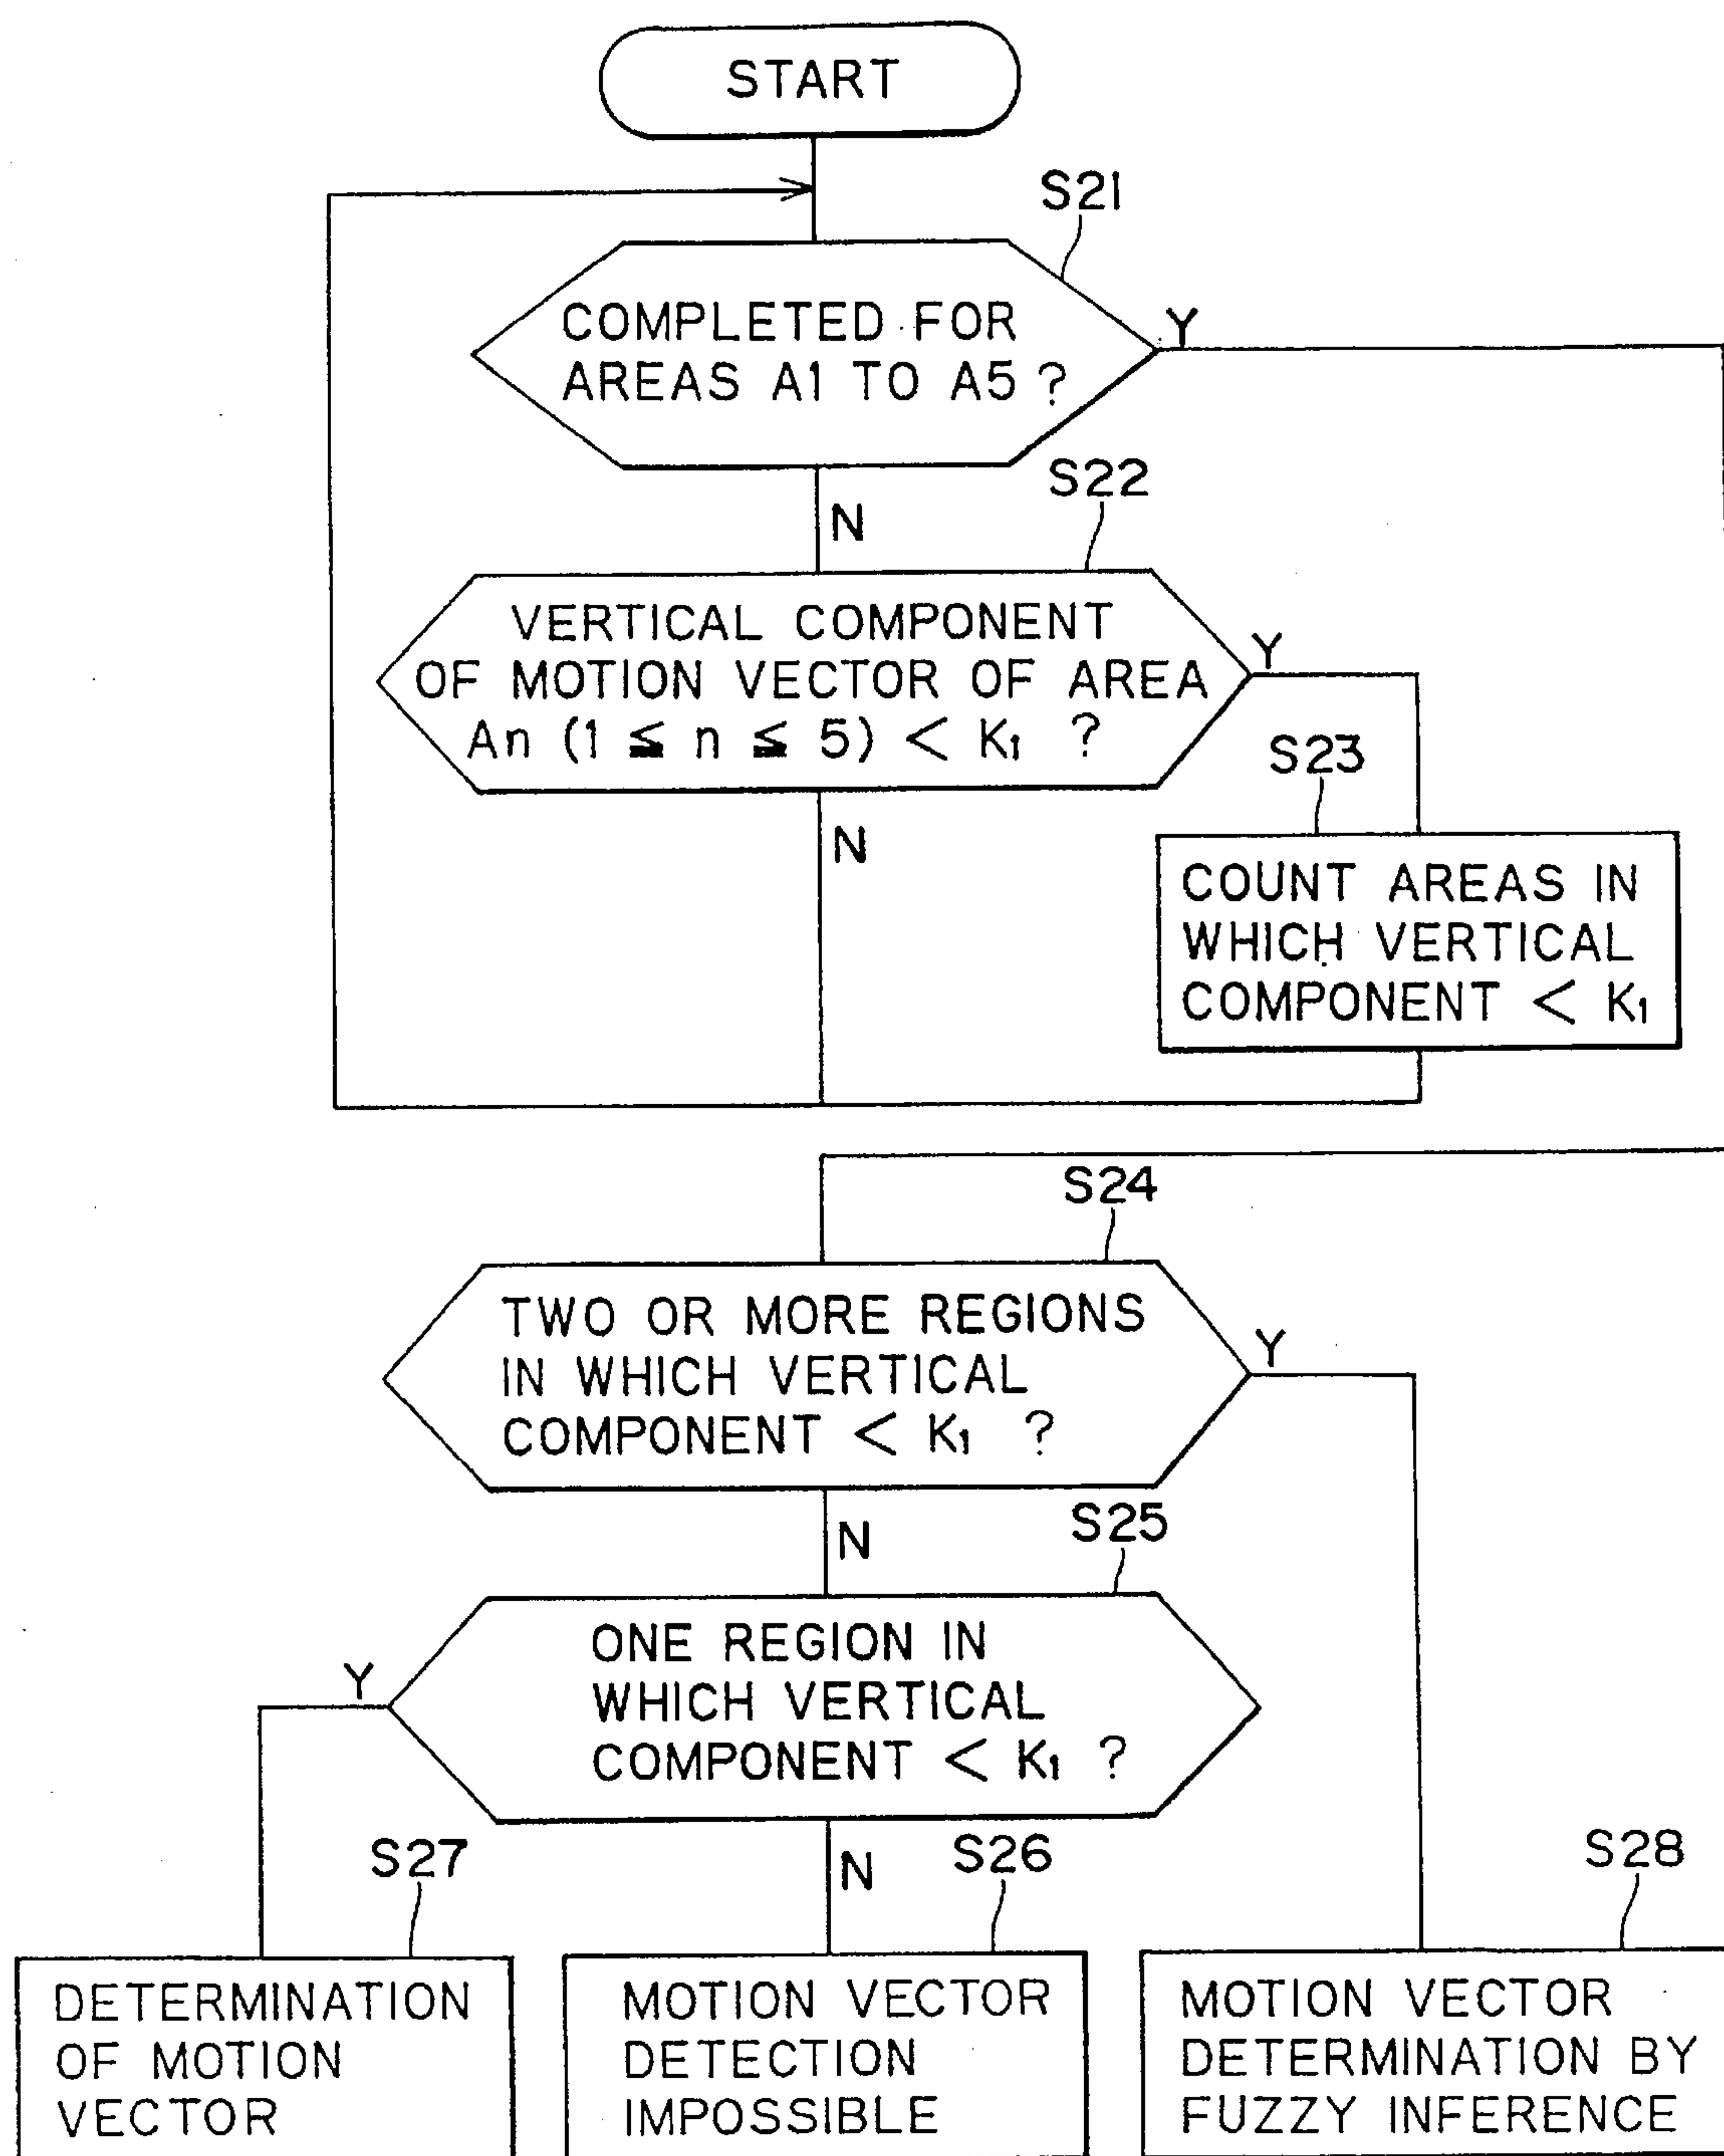 START
S21
COMPLETED FOR
AREAS A1 TO A5 ?
Y
N
S22
VERTICAL COMPONENT
OF MOTION VECTOR OF AREA
An (1 ≦ n ≦ 5) < K1 ?
Y
N
S23
COUNT AREAS IN
WHICH VERTICAL
COMPONENT < K1
S24
TWO OR MORE REGIONS
IN WHICH VERTICAL
COMPONENT < K1 ?
Y
N
S25
ONE REGION IN
WHICH VERTICAL
COMPONENT < K1 ?
Y
N
S27
DETERMINATION
OF MOTION
VECTOR
S26
MOTION VECTOR
DETECTION
IMPOSSIBLE
S28
MOTION VECTOR
DETERMINATION BY
FUZZY INFERENCE